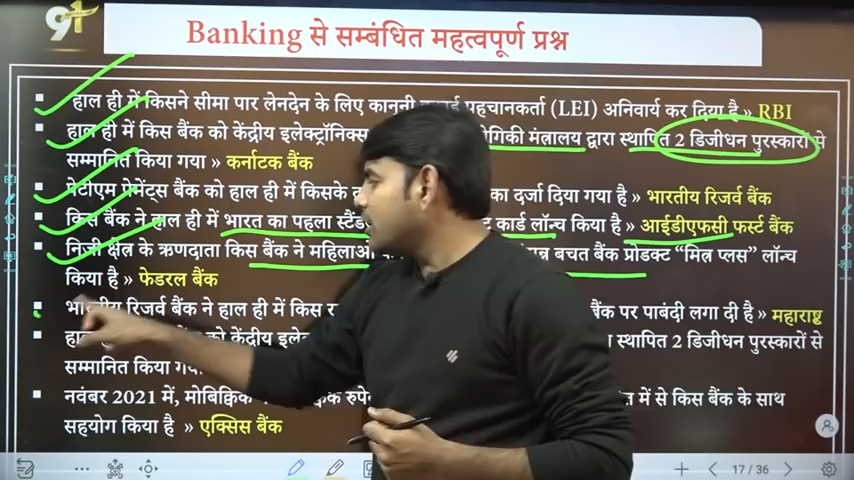 91
Banking से सम्बंधित महत्वपूर्ण प्रश्न
हाल ही में किसने सीमा पार लेनदेन के लिए कानूनी पहचानकर्ता (LEI) अनिवार्य कर दिया है » RBI
हाल ही में किस बैंक को केंद्रीय इलेक्ट्रॉनिक्स मंत्रालय द्वारा स्थापित 2 डिजीधन पुरस्कारों से
सम्मानित किया गया » कर्नाटक बैंक
पेटीएम पेमेंट्स बैंक को हाल ही में किसके का दर्जा दिया गया है » भारतीय रिजर्व बैंक
किस बैंक ने हाल ही में भारत का पहला कार्ड लॉन्च किया है » आईडीएफसी फर्स्ट बैंक
निजी क्षेत्र के ऋणदाता किस बैंक ने महिलाओं बचत बैंक प्रोडक्ट “मित्र प्लस” लॉन्च
किया है » फेडरल बैंक
भारतीय रिजर्व बैंक ने हाल ही में किस बैंक पर पाबंदी लगा दी है » महाराष्ट्र
को केंद्रीय स्थापित 2 डिजीधन पुरस्कारों से
सम्मानित किया
नवंबर 2021 में, मोबिक्विक में से किस बैंक के साथ
सहयोग किया है » एक्सिस बैंक
17 / 36